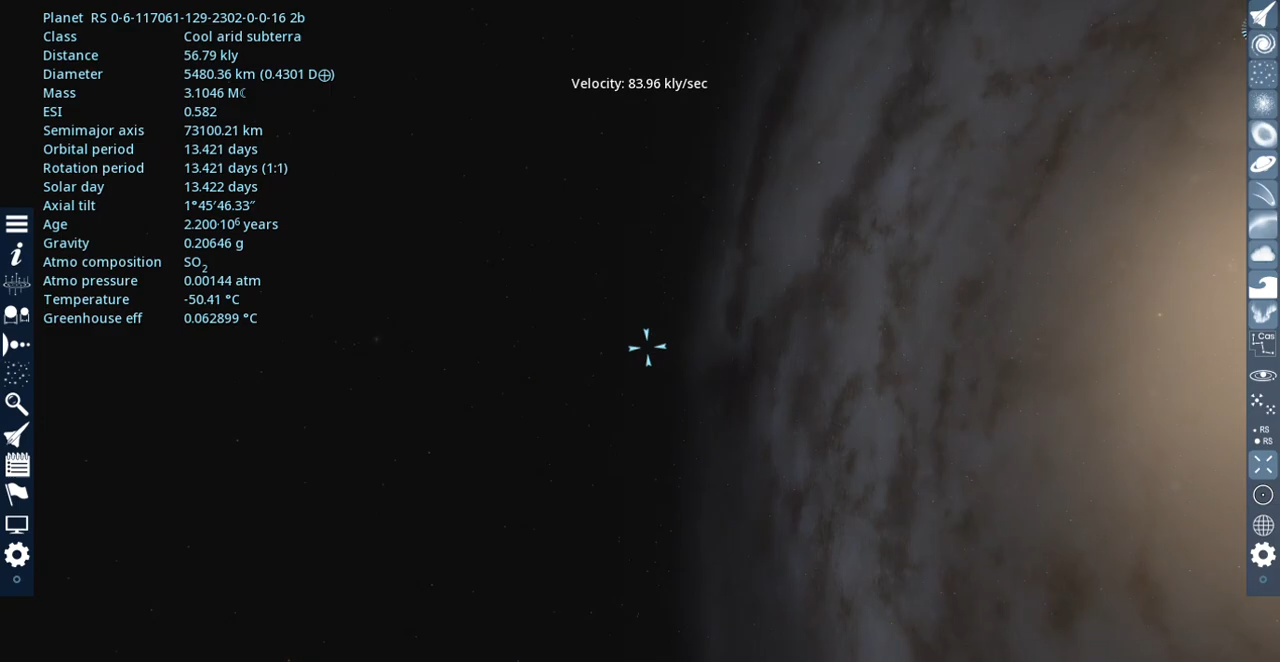 Planet RS 0-6-117061-129-2302-0-0-16 2b
Class Cool arid subterra
Distance 56.79 kly
Diameter 5480.36 km (0.4301 D⊕)
Mass 3.1046 M☾
ESI 0.582
Semimajor axis 73100.21 km
Orbital period 13.421 days
Rotation period 13.421 days (1:1)
Solar day 13.422 days
Axial tilt 1°45′46.33″
Age 2.200·10⁶ years
Gravity 0.20646 g
Atmo composition SO₂
Atmo pressure 0.00144 atm
Temperature -50.41 °C
Greenhouse eff 0.062899 °C
Velocity: 83.96 kly/sec
Cas
RS
RS